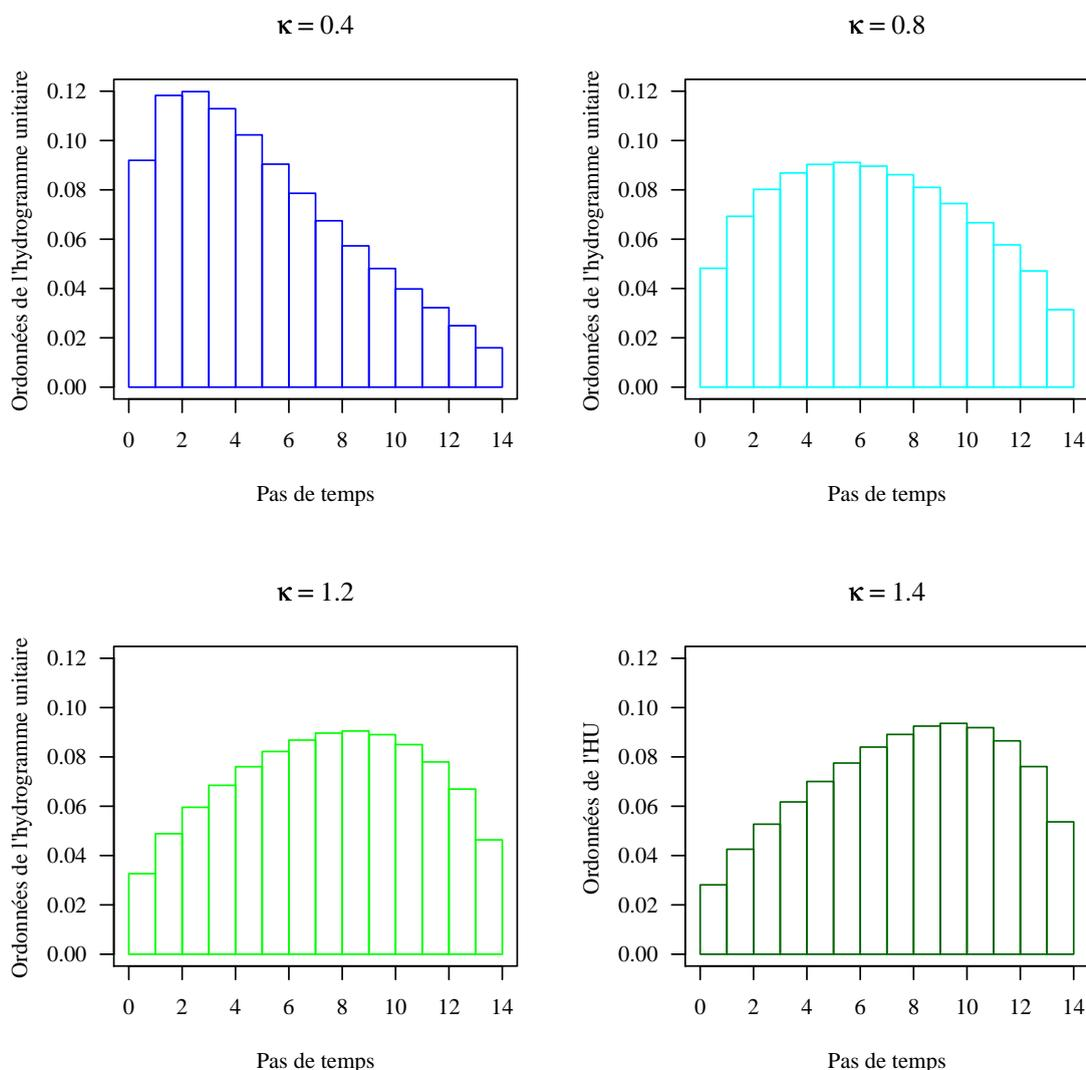 κ = 0.4
Ordonnées de l'hydrogramme unitaire
0.12
0.10
0.08
0.06
0.04
0.02
0.00
0 2 4 6 8 10 12 14
Pas de temps
κ = 0.8
Ordonnées de l'hydrogramme unitaire
0.12
0.10
0.08
0.06
0.04
0.02
0.00
0 2 4 6 8 10 12 14
Pas de temps
κ = 1.2
Ordonnées de l'hydrogramme unitaire
0.12
0.10
0.08
0.06
0.04
0.02
0.00
0 2 4 6 8 10 12 14
Pas de temps
κ = 1.4
Ordonnées de l'HU
0.12
0.10
0.08
0.06
0.04
0.02
0.00
0 2 4 6 8 10 12 14
Pas de temps